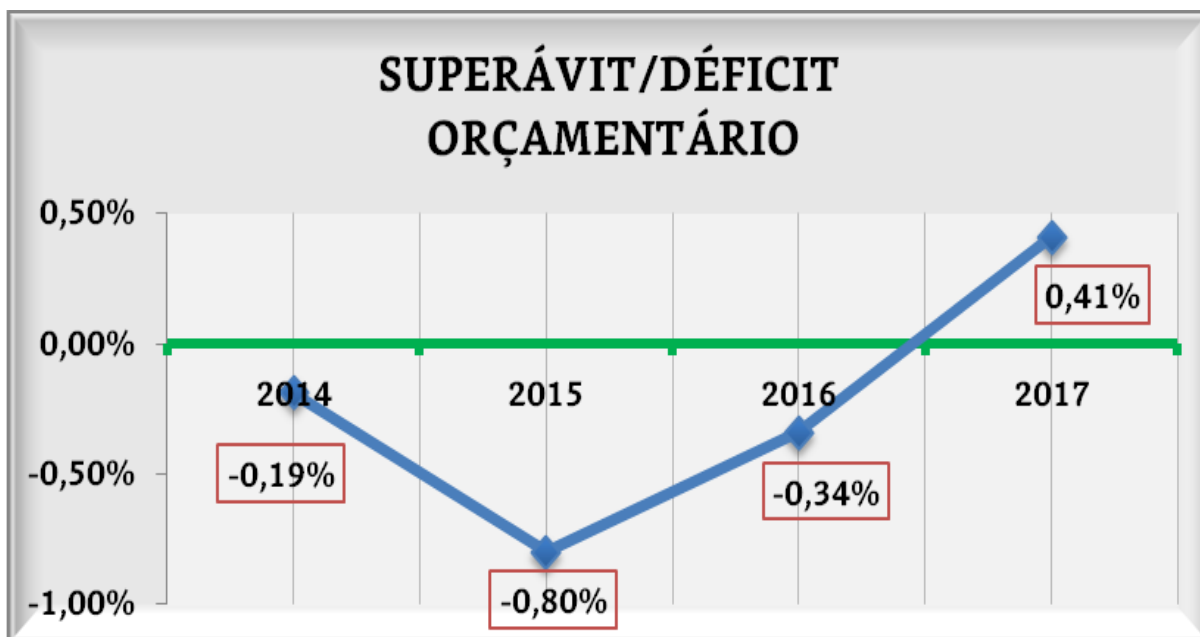 SUPERÁVIT/DÉFICIT
ORÇAMENTÁRIO
0,50%
0,41%
0,00%
2014 2015 2016 2017
-0,50%
-0,19%
-0,34%
-1,00%
-0,80%